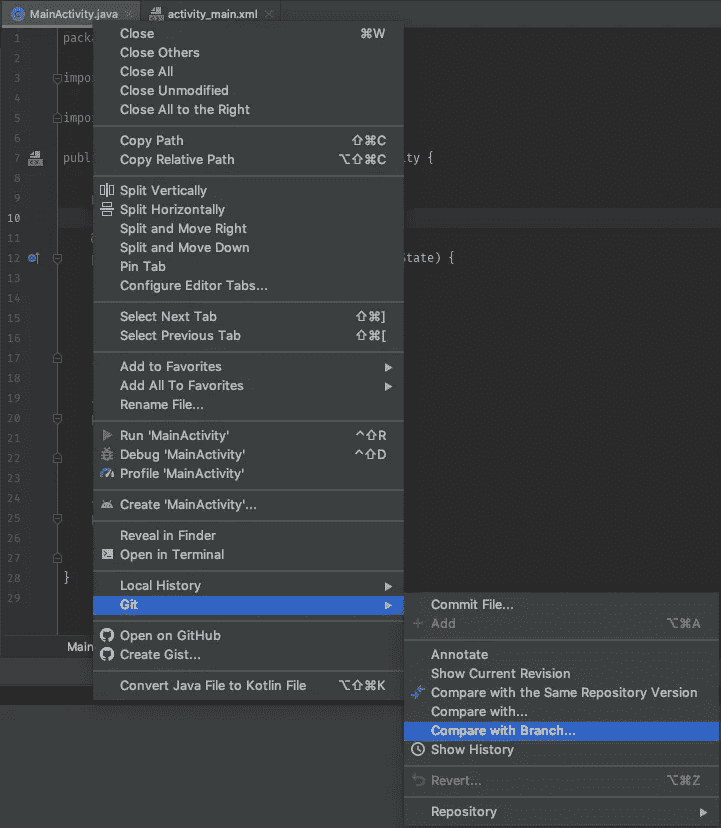 MainActivity.java
activity_main.xml
1 pack
2
3 impo
4
5 impo
6
7 publ ty {
8
9
10
11
12 State) {
13
14
15
16
17
18
19
20
21
22
23
24
25
26
27
28 }
29
Main
Close ⌘W
Close Others
Close All
Close Unmodified
Close All to the Right
Copy Path ⇧⌘C
Copy Relative Path ⌥⇧⌘C
Split Vertically
Split Horizontally
Split and Move Right
Split and Move Down
Pin Tab
Configure Editor Tabs...
Select Next Tab ⇧⌘]
Select Previous Tab ⇧⌘[
Add to Favorites
Add All To Favorites
Rename File...
Run 'MainActivity' ^⇧R
Debug 'MainActivity' ^⇧D
Profile 'MainActivity'
Create 'MainActivity'...
Reveal in Finder
Open in Terminal
Local History
Git
Open on GitHub
Create Gist...
Convert Java File to Kotlin File ⌥⇧⌘K
Commit File...
Add ⌥⌘A
Annotate
Show Current Revision
Compare with the Same Repository Version
Compare with...
Compare with Branch...
Show History
Revert... ⌥⌘Z
Repository